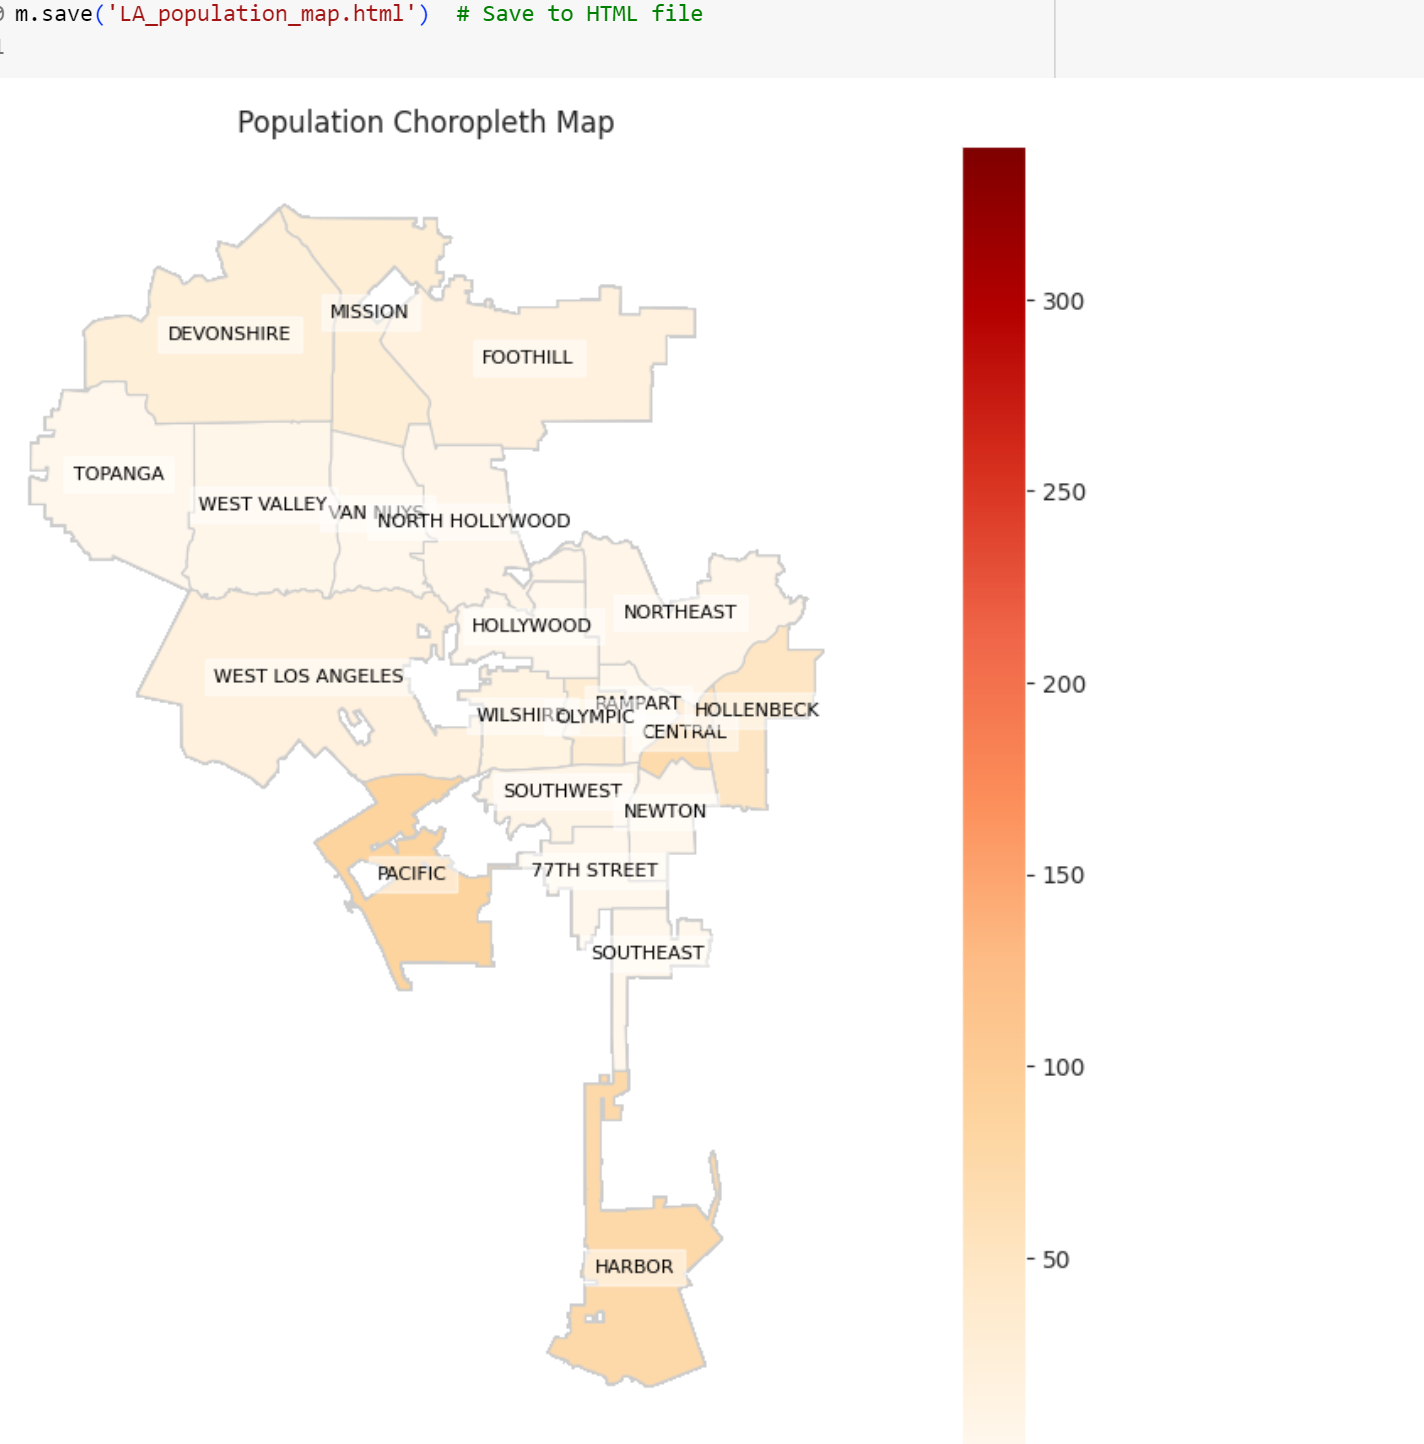 m.save('LA_population_map.html')  # Save to HTML file
Population Choropleth Map
MISSION
DEVONSHIRE
FOOTHILL
TOPANGA
WEST VALLEY
VAN NUYS
NORTH HOLLYWOOD
NORTHEAST
HOLLYWOOD
WEST LOS ANGELES
RAMPART
HOLLENBECK
WILSHIRE
OLYMPIC
CENTRAL
SOUTHWEST
NEWTON
77TH STREET
PACIFIC
SOUTHEAST
HARBOR
300
250
200
150
100
50